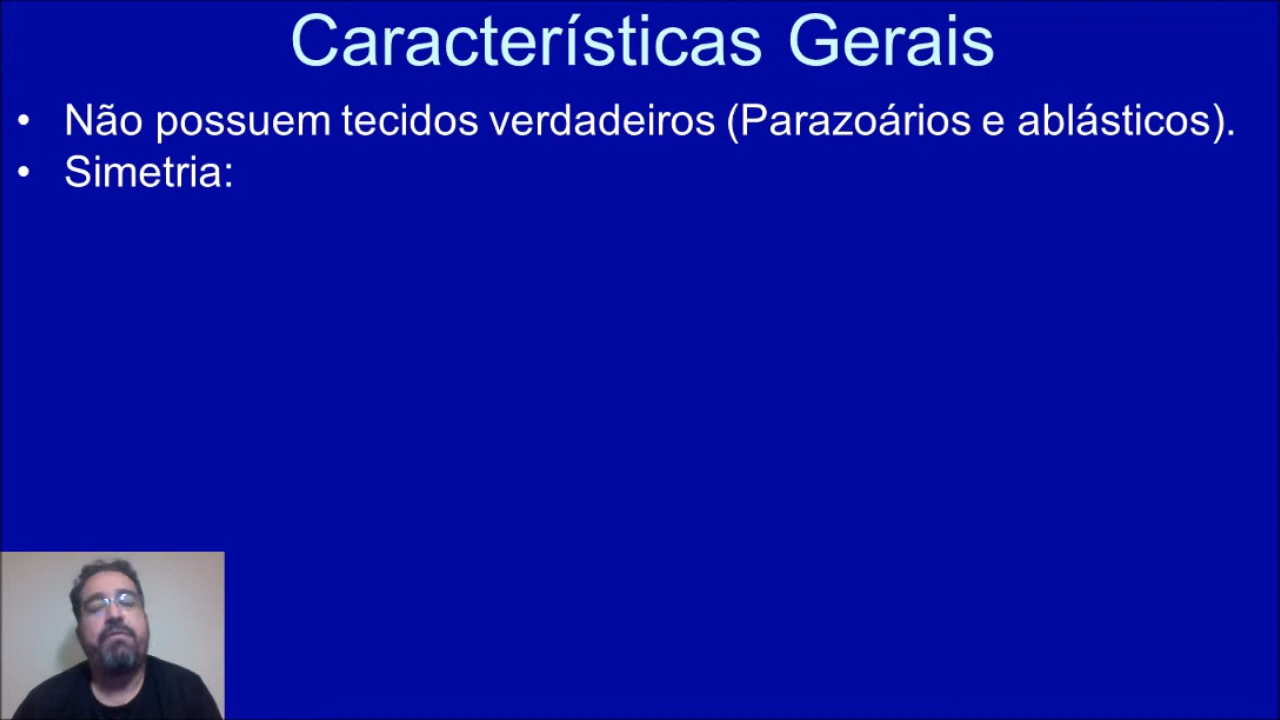 Características Gerais
• Não possuem tecidos verdadeiros (Parazoários e ablásticos).
• Simetria: